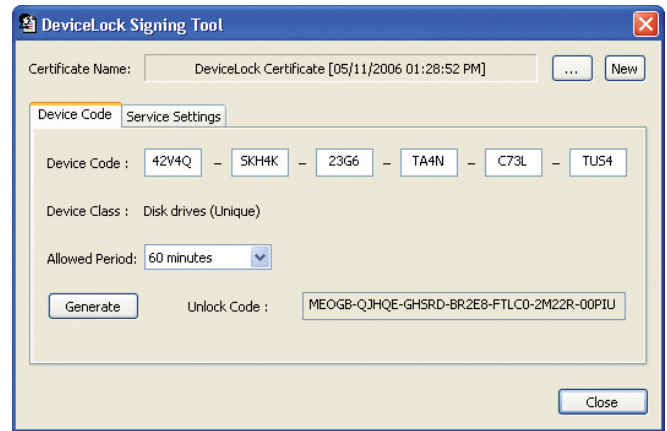 DeviceLock Signing Tool
Certificate Name: DeviceLock Certificate [05/11/2006 01:28:52 PM] ... New
Device Code Service Settings
Device Code : 42V4Q – SKH4K – 23G6 – TA4N – C73L – TUS4
Device Class : Disk drives (Unique)
Allowed Period: 60 minutes
Generate Unlock Code : MEOGB-QJHQE-GHSRD-BR2E8-FTLC0-2M22R-00PIU
Close